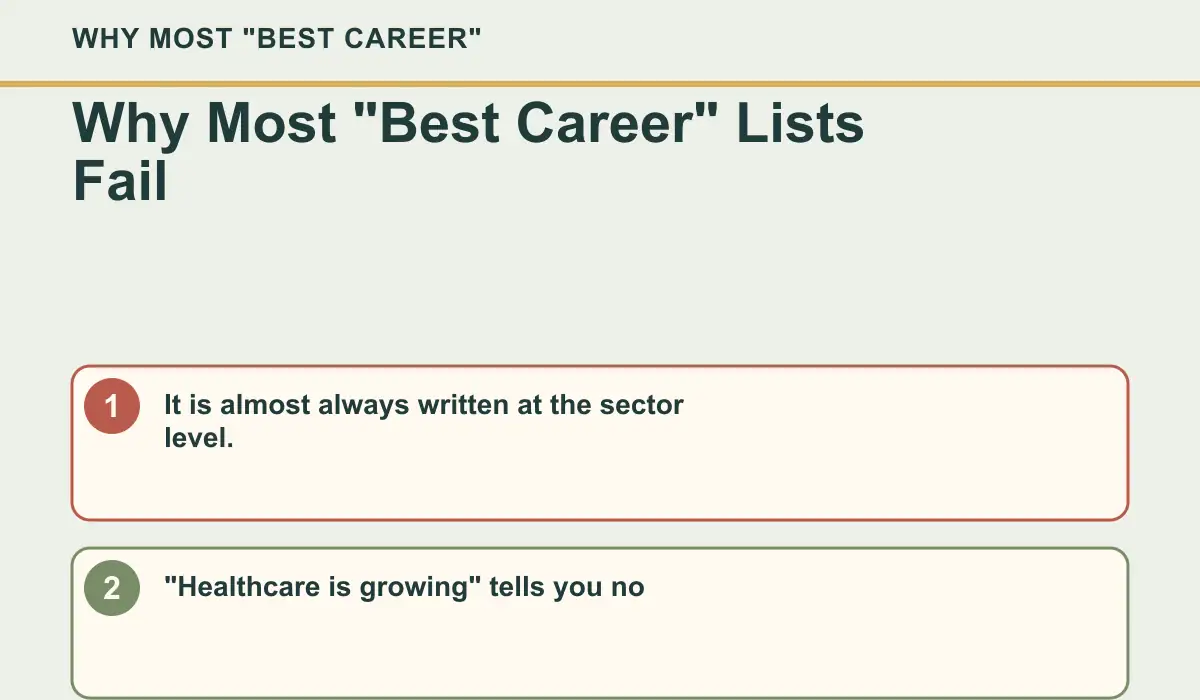 WHY MOST "BEST CAREER"
Why Most "Best Career" Lists
Fail
1
It is almost always written at the sector
level.
2
"Healthcare is growing" tells you no